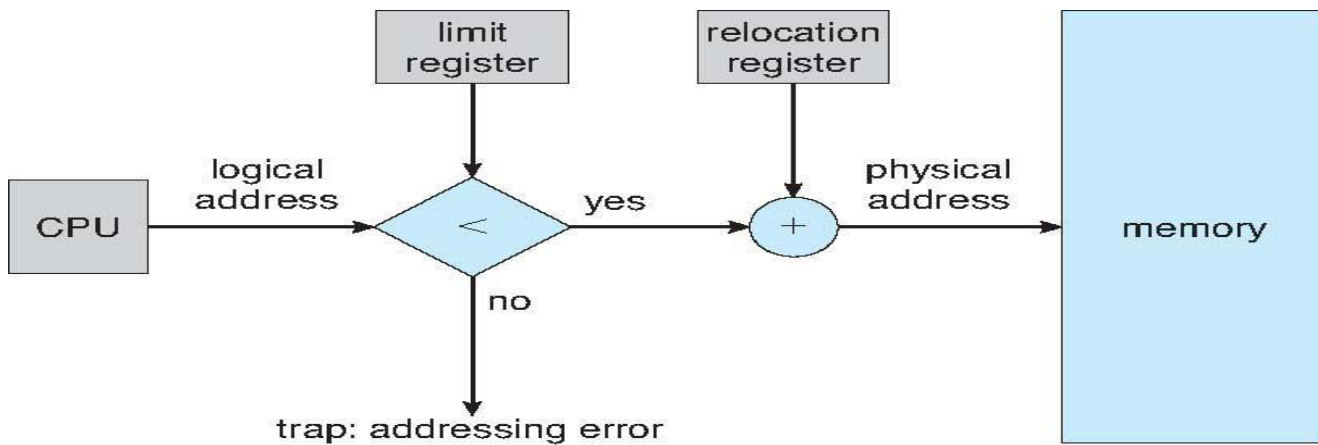 limit
register
relocation
register
logical
address
physical
address
CPU
<
yes
+
memory
no
trap: addressing error